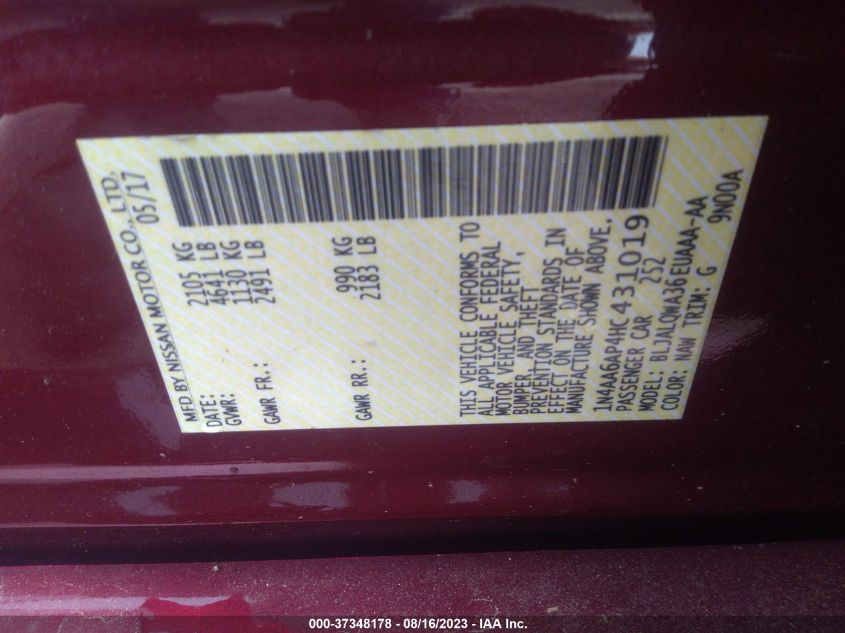 MFD BY NISSAN MOTOR CO., LTD.
DATE: 05/17
GVWR: 2105 KG
4641 LB
GAWR FR.: 1130 KG
2491 LB
GAWR RR.: 990 KG
2183 LB
THIS VEHICLE CONFORMS TO
ALL APPLICABLE FEDERAL
MOTOR VEHICLE SAFETY,
BUMPER, AND THEFT
PREVENTION STANDARDS IN
EFFECT ON THE DATE OF
MANUFACTURE SHOWN ABOVE.
1N4AA6AP4HC431019
PASSENGER CAR 252
MODEL: BLJALQWA36EUAAA-AA
COLOR: NAW TRIM: G 9N00A
000-37348178 - 08/16/2023 - IAA Inc.